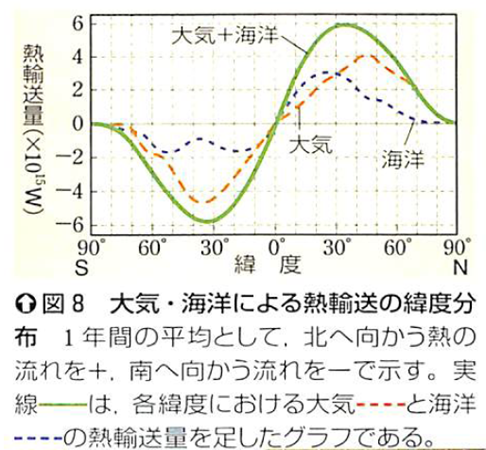 熱輸送量(×10¹⁵W)
6
4
2
0
−2
−4
−6
大気+海洋
大気
海洋
90° 60° 30° 0° 30° 60° 90°
S 緯度 N
図8 大気・海洋による熱輸送の緯度分
布 1年間の平均として,北へ向かう熱の
流れを+,南へ向かう流れを−で示す。実
線──は,各緯度における大気----と海洋
----の熱輸送量を足したグラフである。